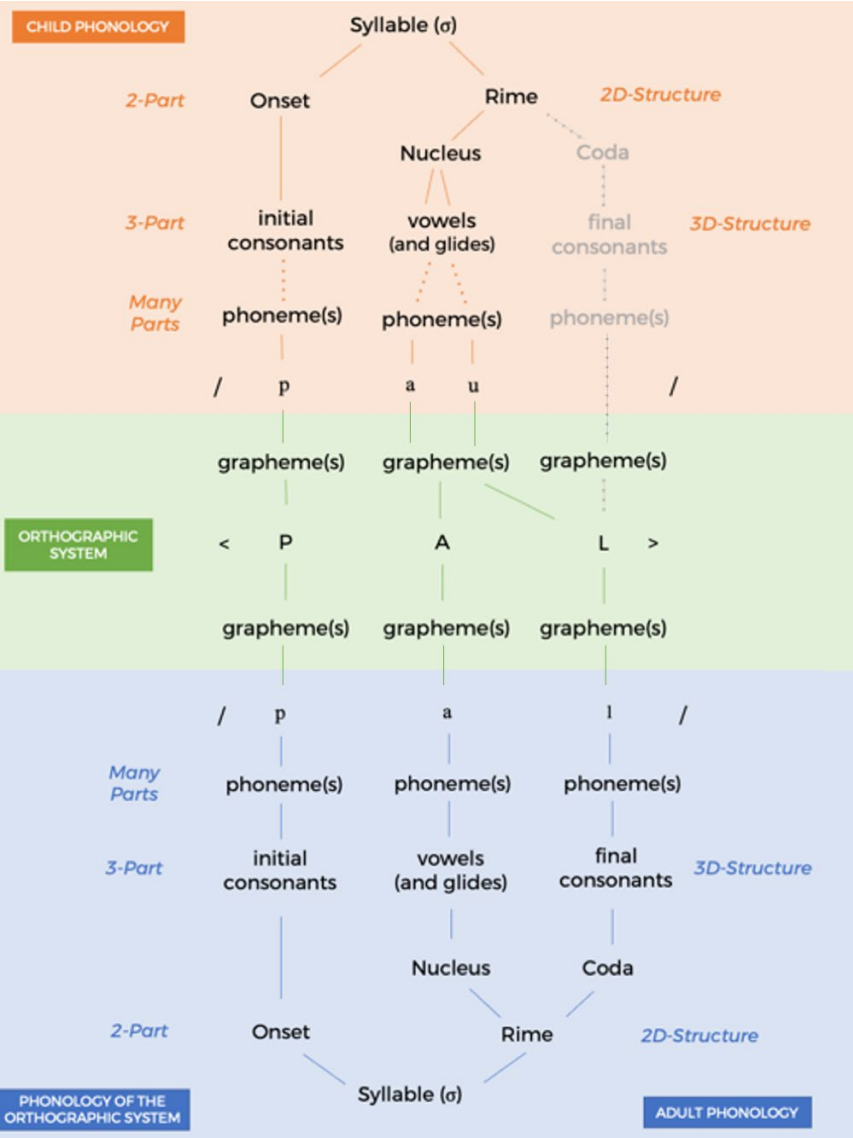 CHILD PHONOLOGY
Syllable (σ)
2-Part
Onset
Rime
2D-Structure
Nucleus
Coda
3-Part
initial
consonants
vowels
(and glides)
final
consonants
3D-Structure
Many
Parts
phoneme(s)
phoneme(s)
phoneme(s)
/ p a u /
grapheme(s)
grapheme(s)
grapheme(s)
ORTHOGRAPHIC
SYSTEM
< P A L >
grapheme(s)
grapheme(s)
grapheme(s)
/ p a l /
Many
Parts
phoneme(s)
phoneme(s)
phoneme(s)
3-Part
initial
consonants
vowels
(and glides)
final
consonants
3D-Structure
Nucleus
Coda
2-Part
Onset
Rime
2D-Structure
Syllable (σ)
PHONOLOGY OF THE
ORTHOGRAPHIC SYSTEM
ADULT PHONOLOGY